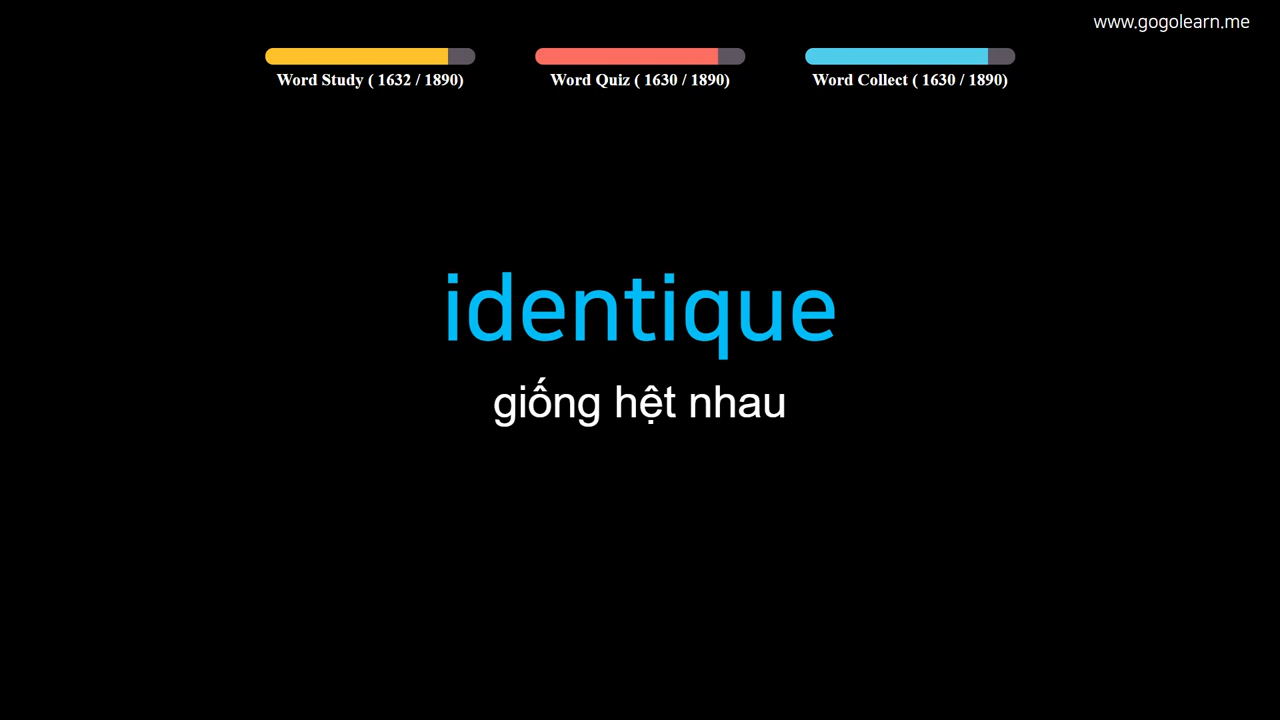 www.gogolearn.me
Word Study ( 1632 / 1890)
Word Quiz ( 1630 / 1890)
Word Collect ( 1630 / 1890)
identique
giống hệt nhau